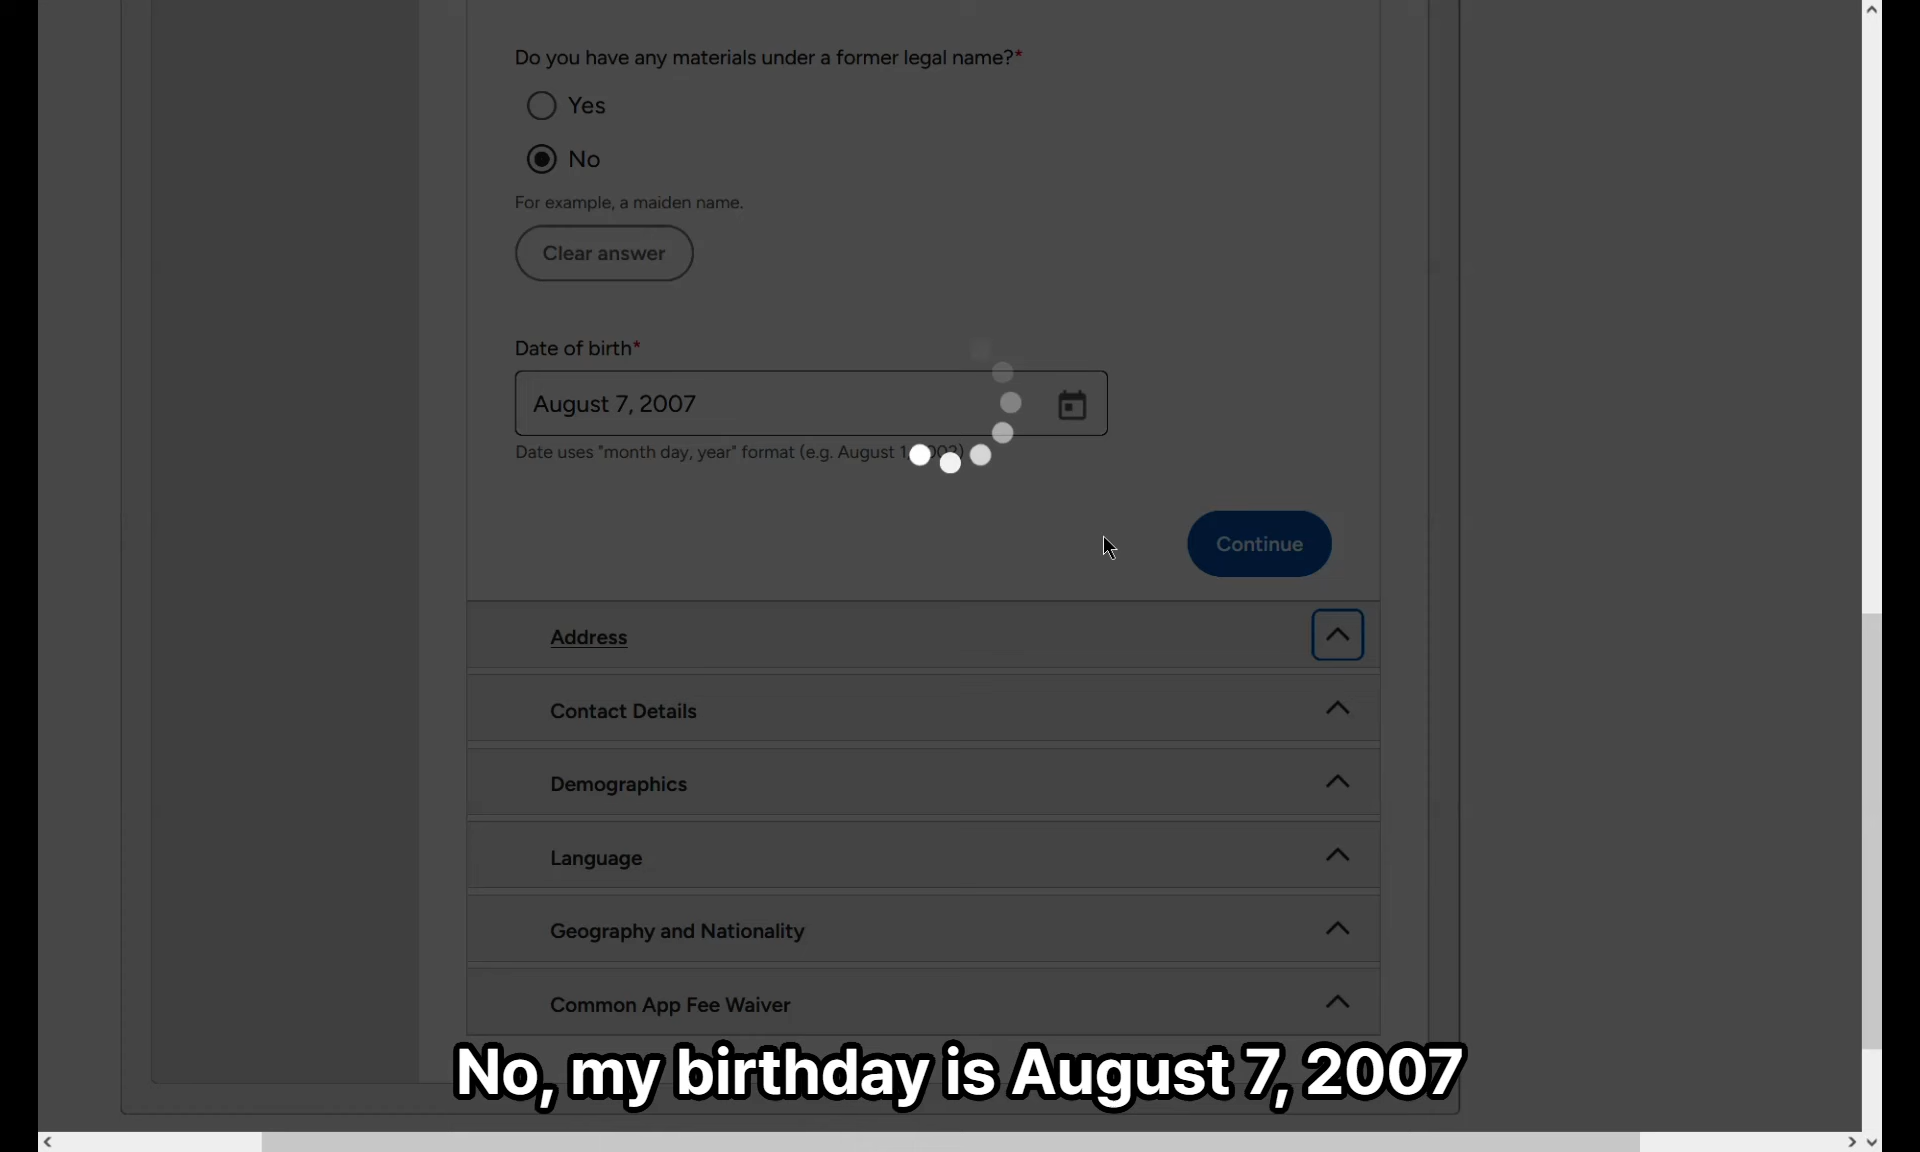 Do you have any materials under a former legal name?*
Yes
No
For example, a maiden name.
Clear answer
Date of birth*
August 7, 2007
Date uses "month day, year" format (e.g. August 1,
Continue
Address
Contact Details
Demographics
Language
Geography and Nationality
Common App Fee Waiver
No, my birthday is August 7, 2007